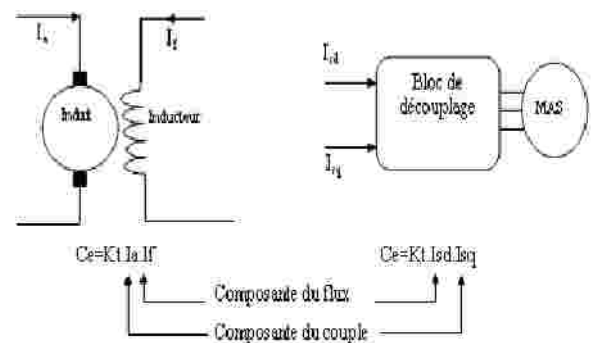 Ia
If
Induit
Inducteur
Isd
Isq
Bloc de
découplage
MAS
Ce=Kt.Ia.If
Ce=Kt.Isd.Isq
Composante du flux
Composante du couple